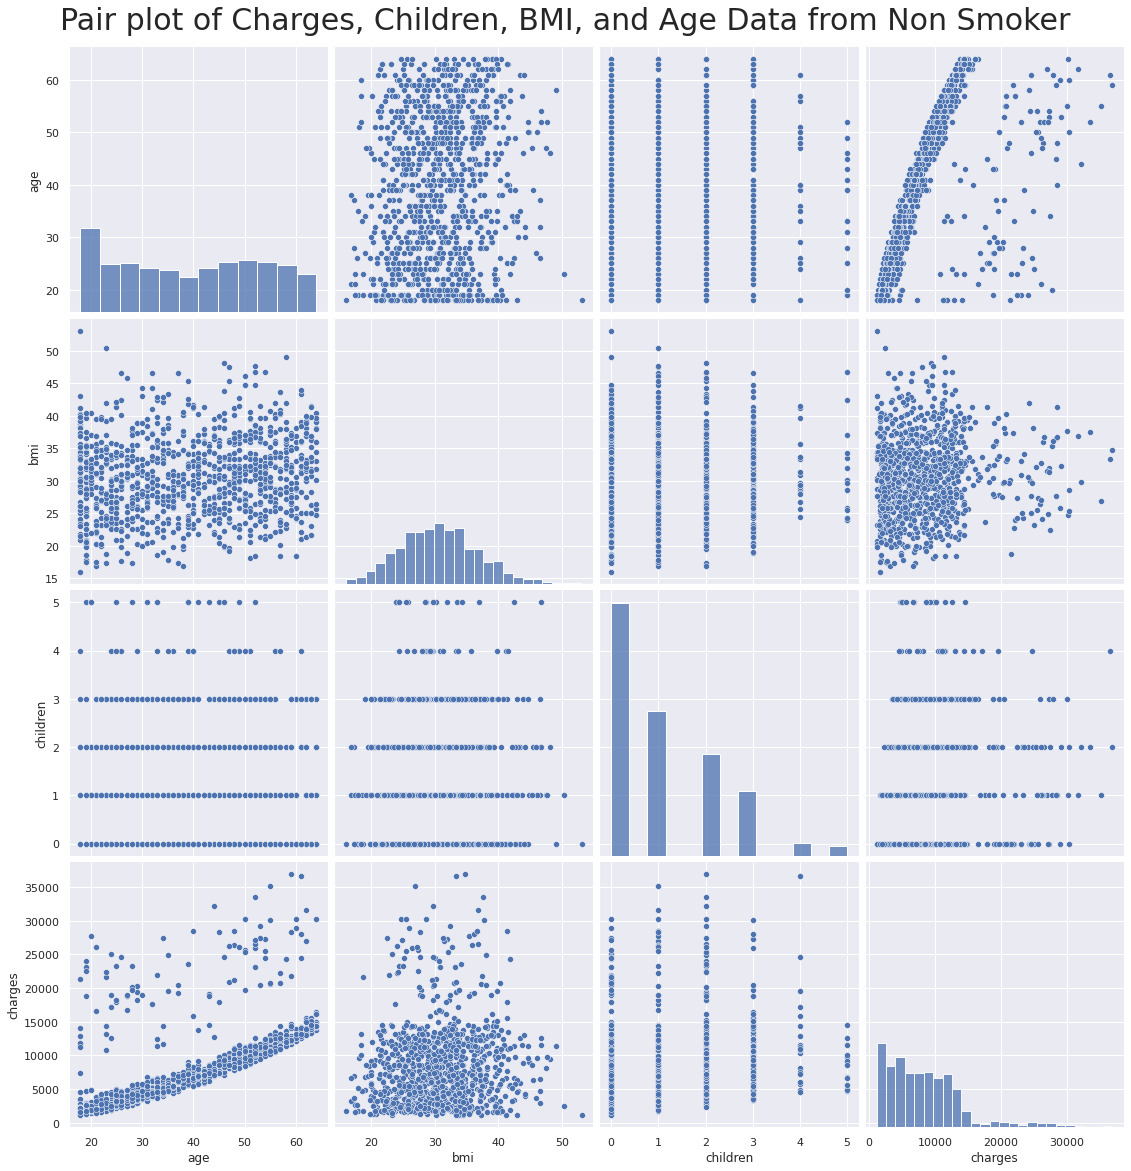 Pair plot of Charges, Children, BMI, and Age Data from Non Smoker
60
50
40
30
20
age
50
45
40
35
30
25
20
15
bmi
5
4
3
2
1
0
children
35000
30000
25000
20000
15000
10000
5000
0
charges
20 30 40 50 60
20 30 40 50
0 1 2 3 4 5
0 10000 20000 30000
age bmi children charges